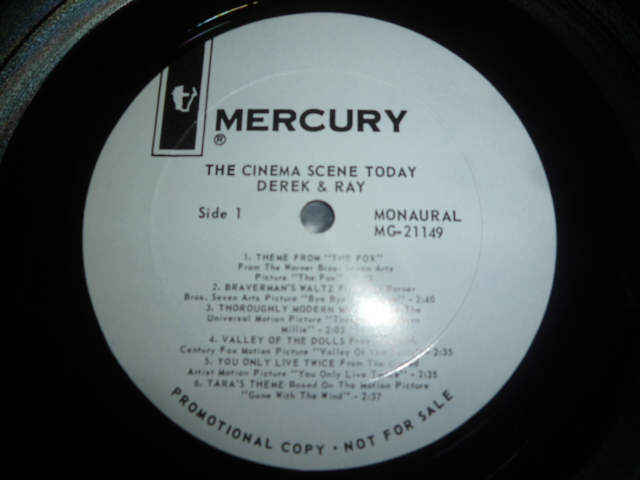 MERCURY
®
THE CINEMA SCENE TODAY
DEREK & RAY
Side 1
MONAURAL
MG-21149
1. THEME FROM "THE FOX"
From The Warner Bros. Seven Arts
Picture "The Fox"
2. BRAVERMAN'S WALTZ Warner
Bros. Seven Arts Picture "Bye Bye - 2:40
3. THOROUGHLY MODERN The
Universal Motion Picture
Millie" - 2:03
4. VALLEY OF THE DOLLS From
Century Fox Motion Picture "Valley Of - 2:35
5. YOU ONLY LIVE TWICE From The
Artist Motion Picture "You Only Live - 2:35
6. TARA'S THEME Based On The Motion Picture
"Gone With The Wind" - 2:37
PROMOTIONAL COPY • NOT FOR SALE